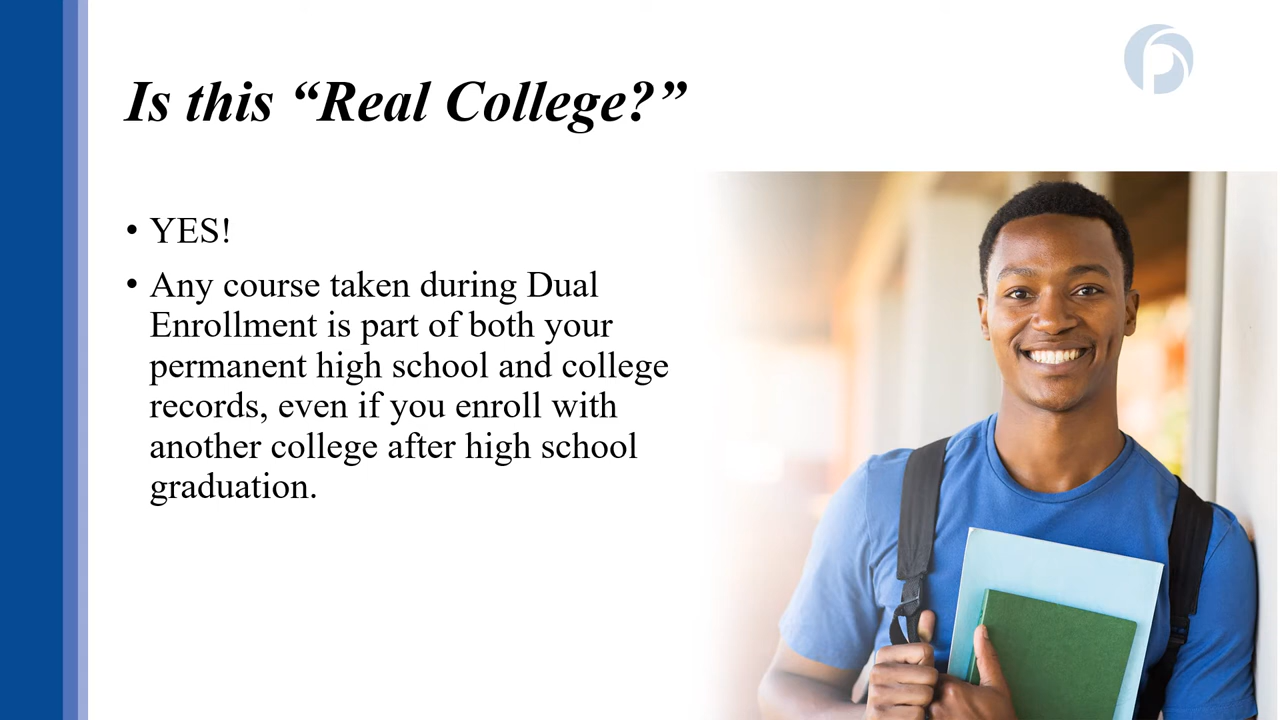 Is this “Real College?”
• YES!
• Any course taken during Dual
Enrollment is part of both your
permanent high school and college
records, even if you enroll with
another college after high school
graduation.